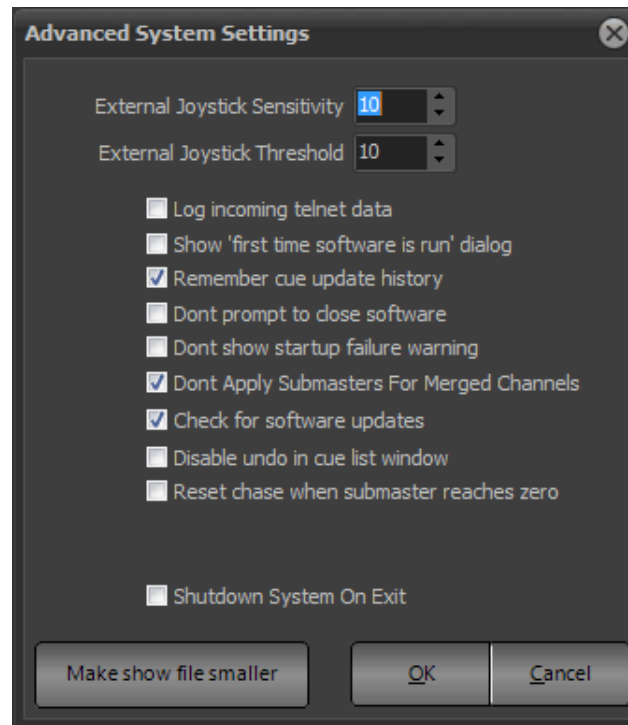 Advanced System Settings
External Joystick Sensitivity 10
External Joystick Threshold 10
Log incoming telnet data
Show 'first time software is run' dialog
Remember cue update history
Dont prompt to close software
Dont show startup failure warning
Dont Apply Submasters For Merged Channels
Check for software updates
Disable undo in cue list window
Reset chase when submaster reaches zero
Shutdown System On Exit
Make show file smaller OK Cancel